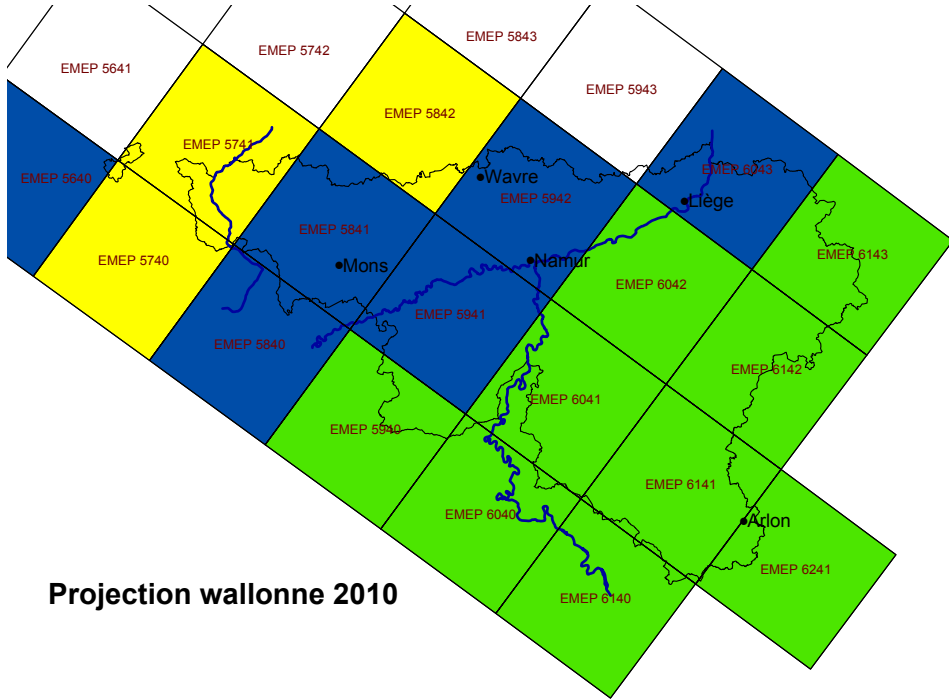 EMEP 5843
EMEP 5742
EMEP 5641
EMEP 5943
EMEP 5842
EMEP 5741
EMEP 6043
EMEP 5640
Wavre
EMEP 5942
Liège
EMEP 5841
EMEP 6143
EMEP 5740
Mons
Namur
EMEP 6042
EMEP 5941
EMEP 5840
EMEP 6142
EMEP 6041
EMEP 5940
EMEP 6141
EMEP 6040
Arlon
EMEP 6241
Projection wallonne 2010
EMEP 6140